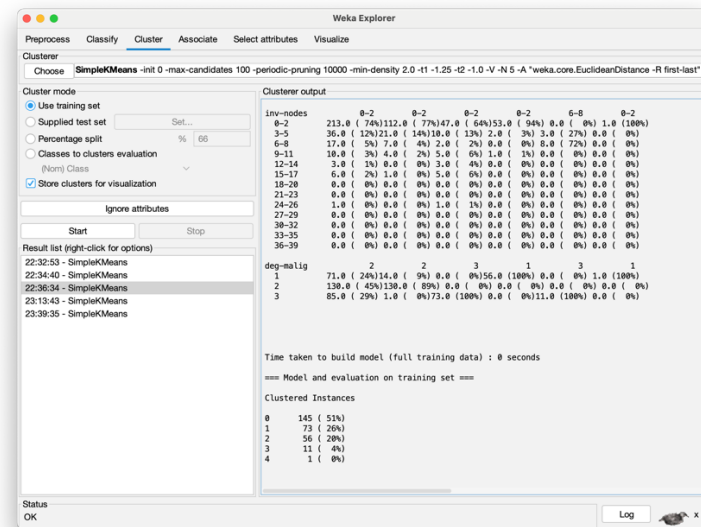 Weka Explorer
Preprocess Classify Cluster Associate Select attributes Visualize
Clusterer
Choose SimpleKMeans -init 0 -max-candidates 100 -periodic-pruning 10000 -min-density 2.0 -t1 -1.25 -t2 -1.0 -V -N 5 -A "weka.core.EuclideanDistance -R first-last"
Cluster mode
Use training set
Supplied test set Set...
Percentage split % 66
Classes to clusters evaluation
(Nom) Class
Store clusters for visualization
Ignore attributes
Start Stop
Result list (right-click for options)
22:32:53 - SimpleKMeans
22:34:40 - SimpleKMeans
22:36:34 - SimpleKMeans
23:13:43 - SimpleKMeans
23:39:35 - SimpleKMeans
Clusterer output
inv-nodes 0-2 0-2 0-2 0-2 6-8 0-2
0-2 213.0 ( 74%)112.0 ( 77%)47.0 ( 64%)53.0 ( 94%) 0.0 ( 0%) 1.0 (100%)
3-5 36.0 ( 12%)21.0 ( 14%)10.0 ( 13%) 2.0 ( 3%) 3.0 ( 27%) 0.0 ( 0%)
6-8 17.0 ( 5%) 7.0 ( 4%) 2.0 ( 2%) 0.0 ( 0%) 8.0 ( 72%) 0.0 ( 0%)
9-11 10.0 ( 3%) 4.0 ( 2%) 5.0 ( 6%) 1.0 ( 1%) 0.0 ( 0%) 0.0 ( 0%)
12-14 3.0 ( 1%) 0.0 ( 0%) 3.0 ( 4%) 0.0 ( 0%) 0.0 ( 0%) 0.0 ( 0%)
15-17 6.0 ( 2%) 1.0 ( 0%) 5.0 ( 6%) 0.0 ( 0%) 0.0 ( 0%) 0.0 ( 0%)
18-20 0.0 ( 0%) 0.0 ( 0%) 0.0 ( 0%) 0.0 ( 0%) 0.0 ( 0%) 0.0 ( 0%)
21-23 0.0 ( 0%) 0.0 ( 0%) 0.0 ( 0%) 0.0 ( 0%) 0.0 ( 0%) 0.0 ( 0%)
24-26 1.0 ( 0%) 0.0 ( 0%) 1.0 ( 1%) 0.0 ( 0%) 0.0 ( 0%) 0.0 ( 0%)
27-29 0.0 ( 0%) 0.0 ( 0%) 0.0 ( 0%) 0.0 ( 0%) 0.0 ( 0%) 0.0 ( 0%)
30-32 0.0 ( 0%) 0.0 ( 0%) 0.0 ( 0%) 0.0 ( 0%) 0.0 ( 0%) 0.0 ( 0%)
33-35 0.0 ( 0%) 0.0 ( 0%) 0.0 ( 0%) 0.0 ( 0%) 0.0 ( 0%) 0.0 ( 0%)
36-39 0.0 ( 0%) 0.0 ( 0%) 0.0 ( 0%) 0.0 ( 0%) 0.0 ( 0%) 0.0 ( 0%)
deg-malig 2 2 3 1 3 1
1 71.0 ( 24%)14.0 ( 9%) 0.0 ( 0%)56.0 (100%) 0.0 ( 0%) 1.0 (100%)
2 130.0 ( 45%)130.0 ( 89%) 0.0 ( 0%) 0.0 ( 0%) 0.0 ( 0%) 0.0 ( 0%)
3 85.0 ( 29%) 1.0 ( 0%)73.0 (100%) 0.0 ( 0%)11.0 (100%) 0.0 ( 0%)
Time taken to build model (full training data) : 0 seconds
=== Model and evaluation on training set ===
Clustered Instances
0 145 ( 51%)
1 73 ( 26%)
2 56 ( 20%)
3 11 ( 4%)
4 1 ( 0%)
Status
OK
Log
x